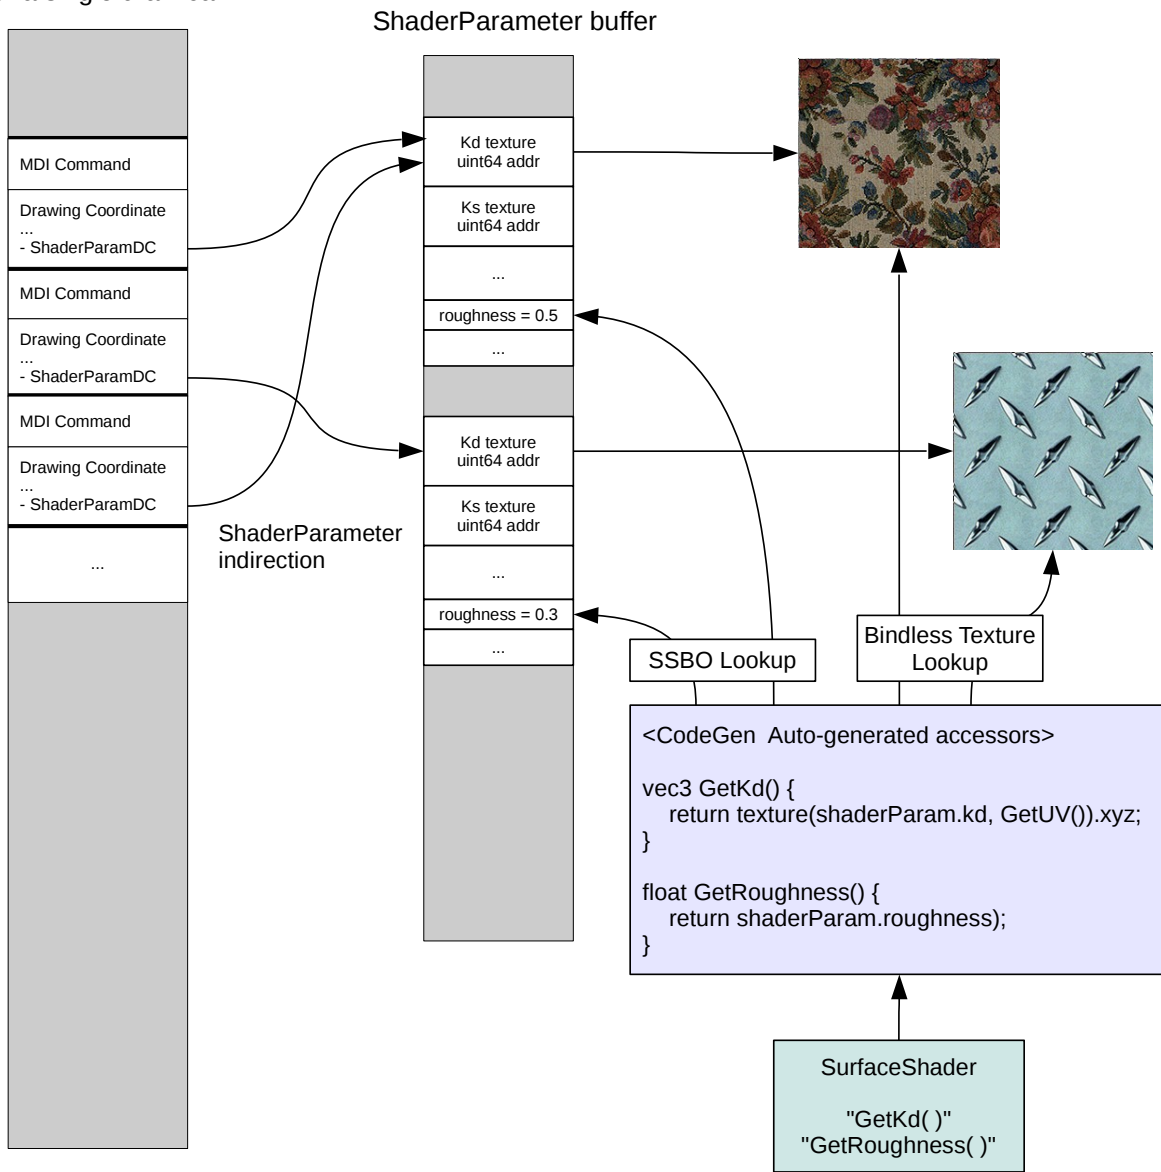 ShaderParameter buffer
MDI Command
Drawing Coordinate
...
- ShaderParamDC
MDI Command
Drawing Coordinate
...
- ShaderParamDC
MDI Command
Drawing Coordinate
...
- ShaderParamDC
...
Kd texture
uint64 addr
Ks texture
uint64 addr
...
roughness = 0.5
...
Kd texture
uint64 addr
Ks texture
uint64 addr
...
roughness = 0.3
...
ShaderParameter
indirection
SSBO Lookup
Bindless Texture
Lookup
<CodeGen  Auto-generated accessors>
vec3 GetKd() {
    return texture(shaderParam.kd, GetUV()).xyz;
}
float GetRoughness() {
    return shaderParam.roughness);
}
SurfaceShader
"GetKd( )"
"GetRoughness( )"